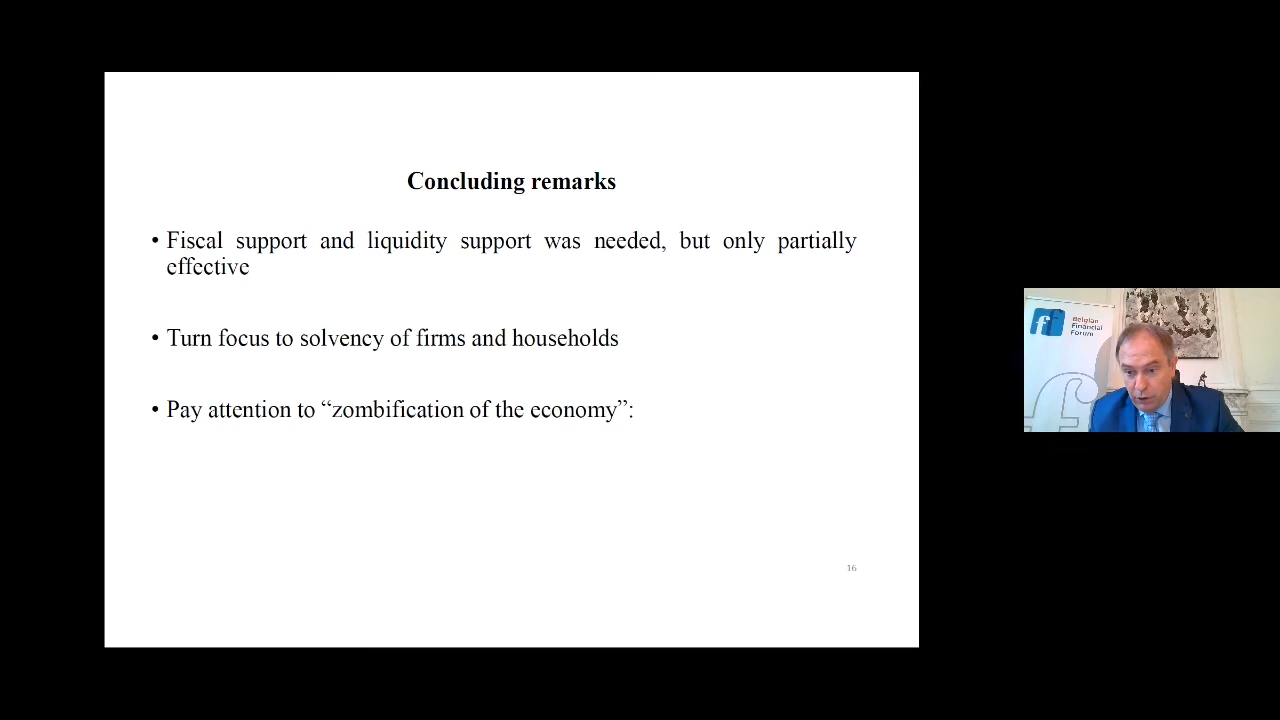 Concluding remarks
• Fiscal support and liquidity support was needed, but only partially
effective
• Turn focus to solvency of firms and households
• Pay attention to “zombification of the economy”:
16
ff
Belgian
Financial
Forum